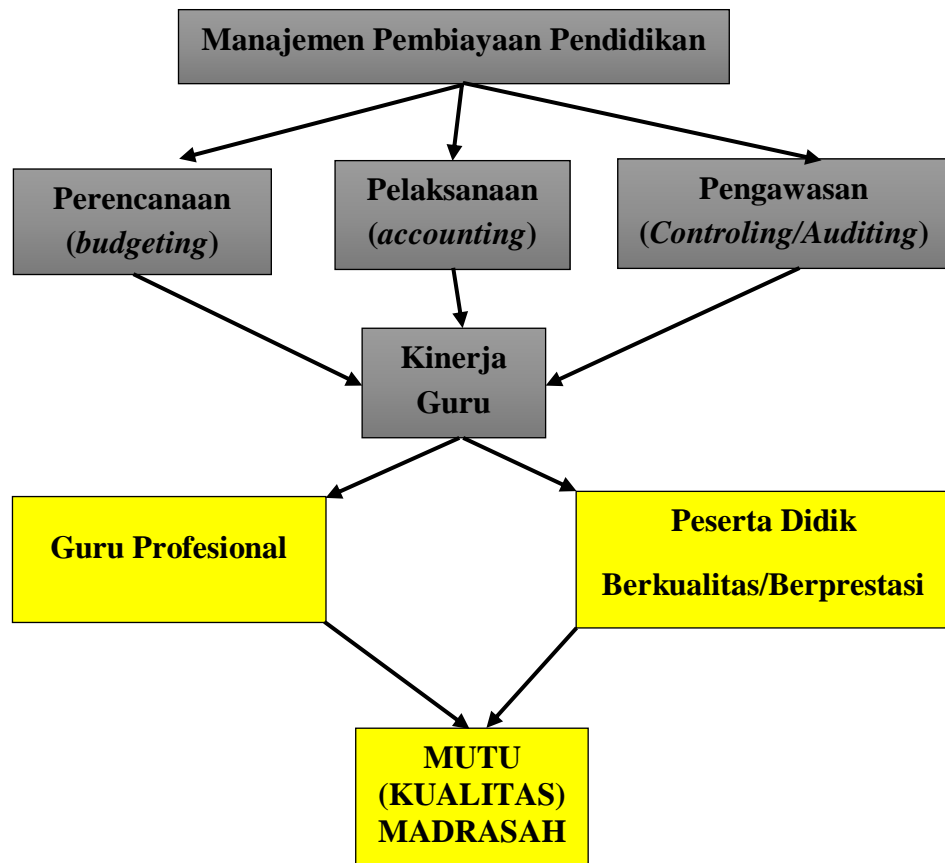 Manajemen Pembiayaan Pendidikan
Perencanaan
(budgeting)
Pelaksanaan
(accounting)
Pengawasan
(Controling/Auditing)
Kinerja
Guru
Guru Profesional
Peserta Didik
Berkualitas/Berprestasi
MUTU
(KUALITAS)
MADRASAH